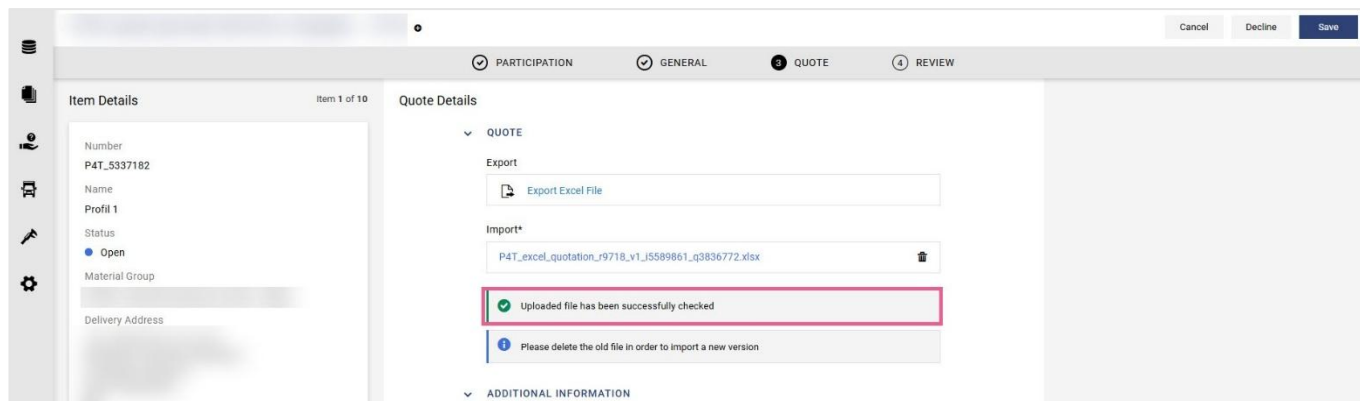 Cancel Decline Save
PARTICIPATION GENERAL 3 QUOTE 4 REVIEW
Item Details Item 1 of 10
Number
P4T_5337182
Name
Profil 1
Status
Open
Material Group
Delivery Address
Quote Details
QUOTE
Export
Export Excel File
Import*
P4T_excel_quotation_r9718_v1_i5589861_q3836772.xlsx
Uploaded file has been successfully checked
Please delete the old file in order to import a new version
ADDITIONAL INFORMATION